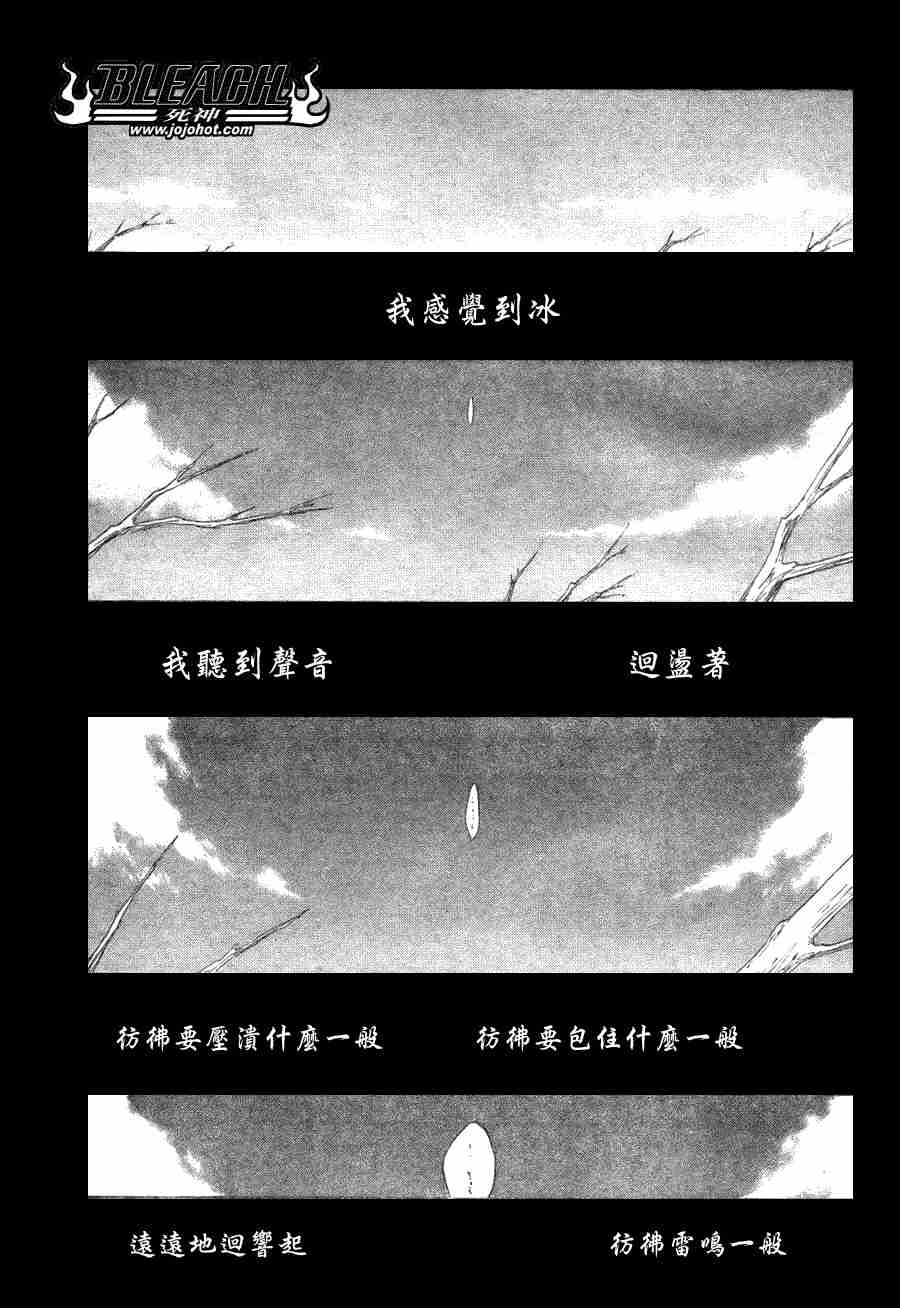 BLEACH
死神
www.jojohot.com
我感覺到冰
迴盪著
我聽到聲音
彷彿要包住什麼一般
彷彿要壓潰什麼一般
彷彿雷鳴一般
遠遠地迴響起